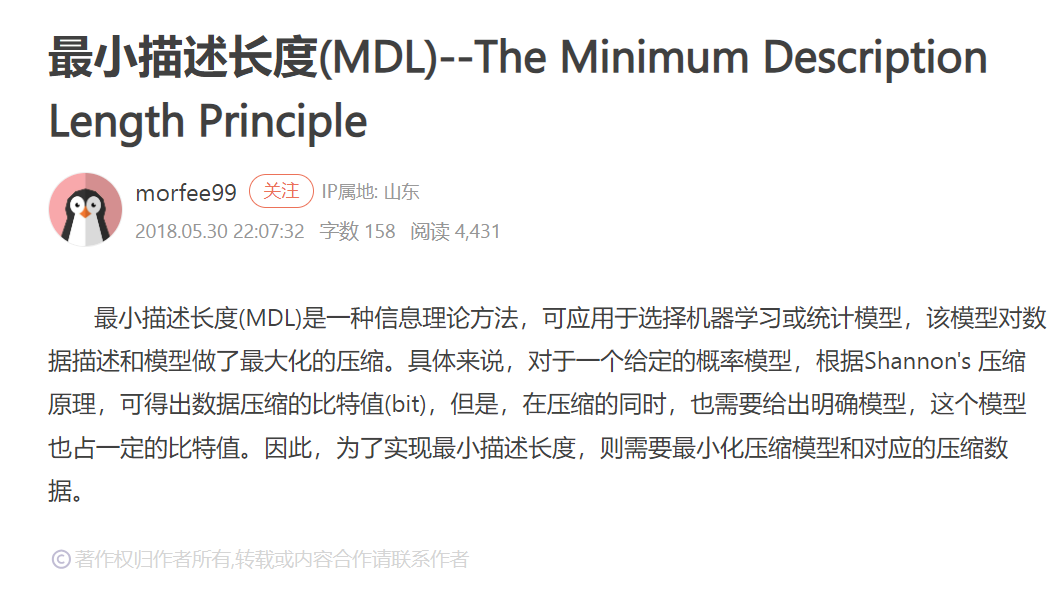 最小描述长度(MDL)--The Minimum Description
Length Principle
morfee99 关注 IP属地: 山东
2018.05.30 22:07:32 字数 158 阅读 4,431
最小描述长度(MDL)是一种信息理论方法，可应用于选择机器学习或统计模型，该模型对数
据描述和模型做了最大化的压缩。具体来说，对于一个给定的概率模型，根据Shannon's 压缩
原理，可得出数据压缩的比特值(bit)，但是，在压缩的同时，也需要给出明确模型，这个模型
也占一定的比特值。因此，为了实现最小描述长度，则需要最小化压缩模型和对应的压缩数
据。
©著作权归作者所有,转载或内容合作请联系作者